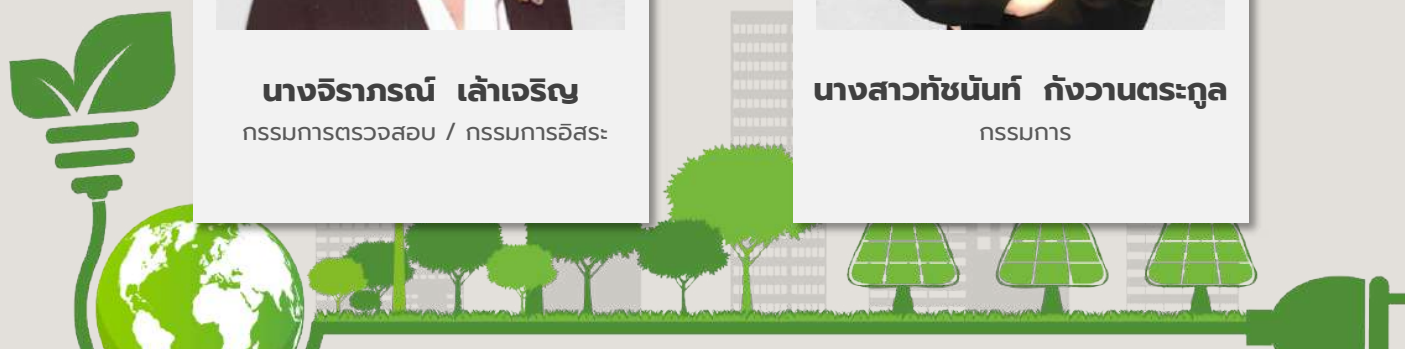 นางจิราภรณ์ เล้าเจริญ
กรรมการตรวจสอบ / กรรมการอิสระ
นางสาวทัชนันท์ กังวานตระกูล
กรรมการ